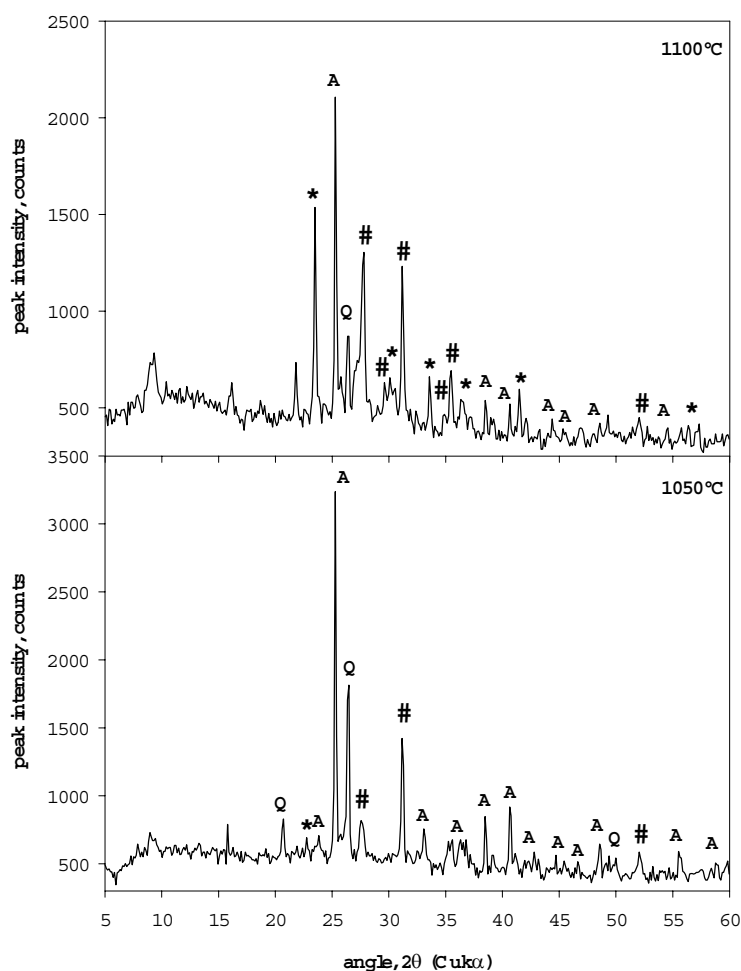 2500
1100°C
A
2000
*
1500
# #
Q
1000
# * * # # * A A * A A A # A *
500
peak intensity, counts
3500
1050°C
A
3000
2500
Q
2000
1500
#
1000
Q * A # A A A A A A A A Q # A A
500
peak intensity, counts
5 10 15 20 25 30 35 40 45 50 55 60
angle, 2θ (Cukα)